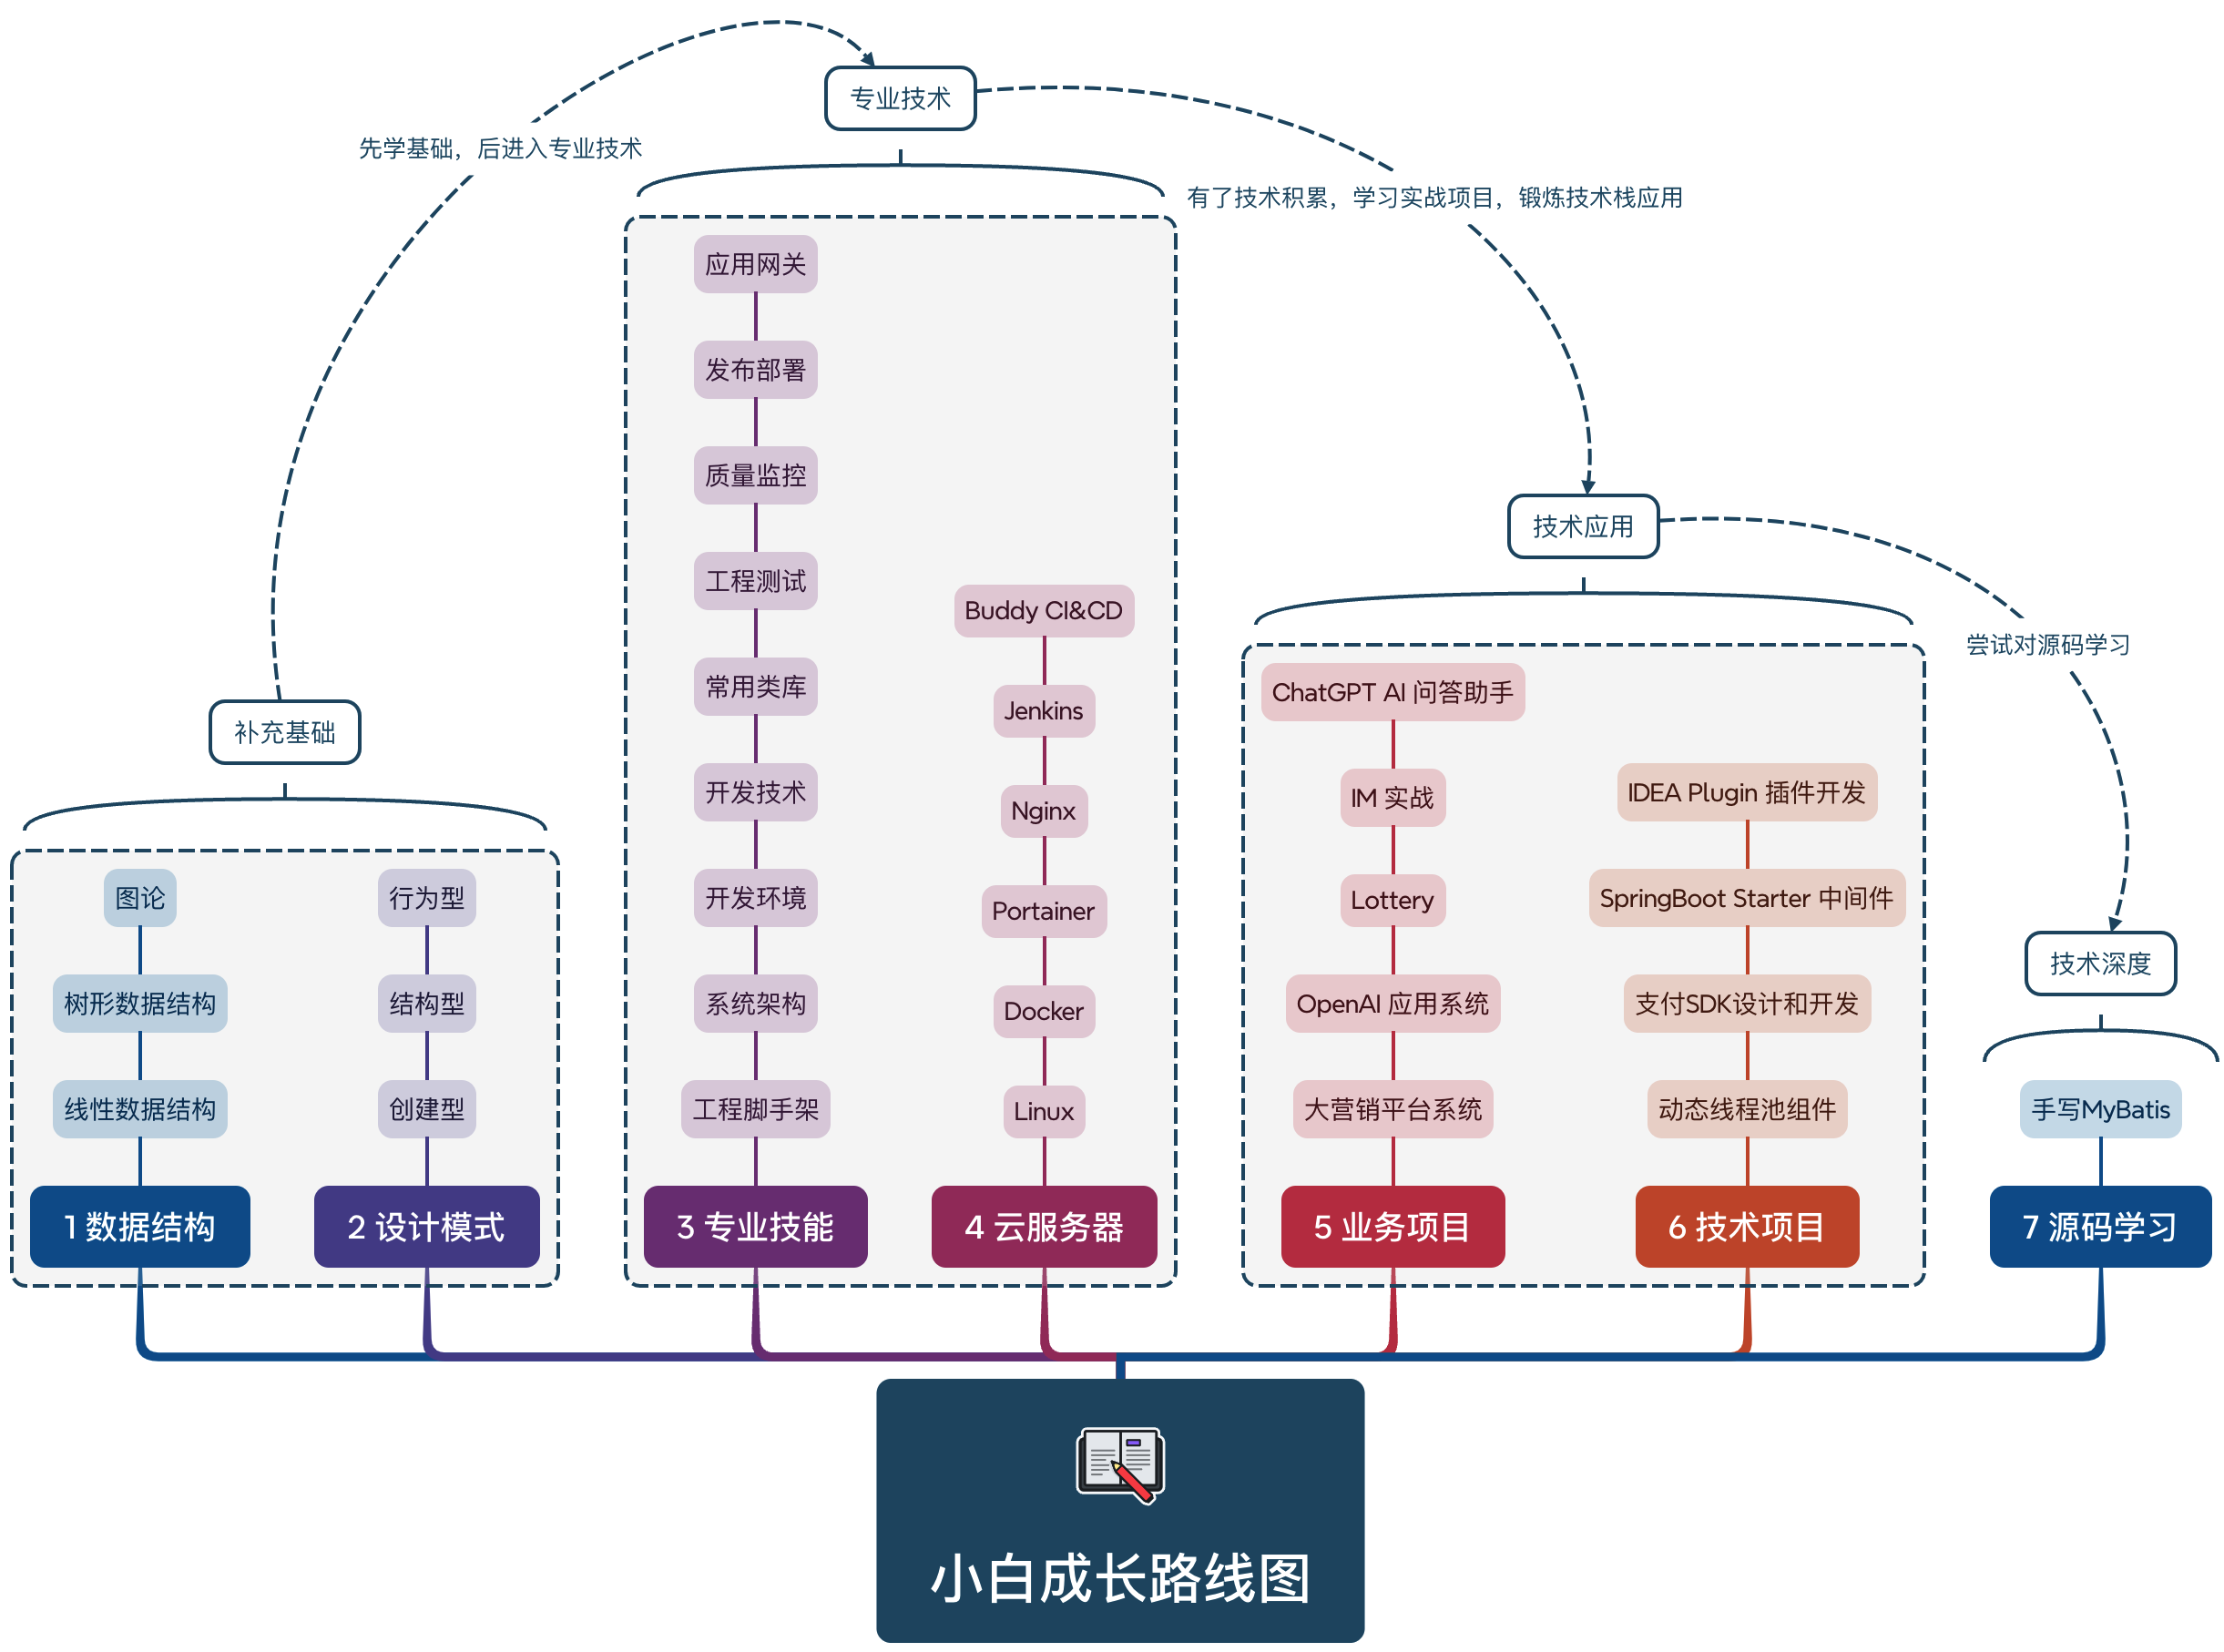 专业技术
先学基础，后进入专业技术
有了技术积累，学习实战项目，锻炼技术栈应用
应用网关
发布部署
质量监控
工程测试
常用类库
开发技术
开发环境
系统架构
工程脚手架
3 专业技能
Buddy CI&CD
Jenkins
Nginx
Portainer
Docker
Linux
4 云服务器
技术应用
尝试对源码学习
ChatGPT AI 问答助手
IM 实战
Lottery
OpenAI 应用系统
大营销平台系统
5 业务项目
IDEA Plugin 插件开发
SpringBoot Starter 中间件
支付SDK设计和开发
动态线程池组件
6 技术项目
补充基础
图论
树形数据结构
线性数据结构
1 数据结构
行为型
结构型
创建型
2 设计模式
技术深度
手写MyBatis
7 源码学习
小白成长路线图